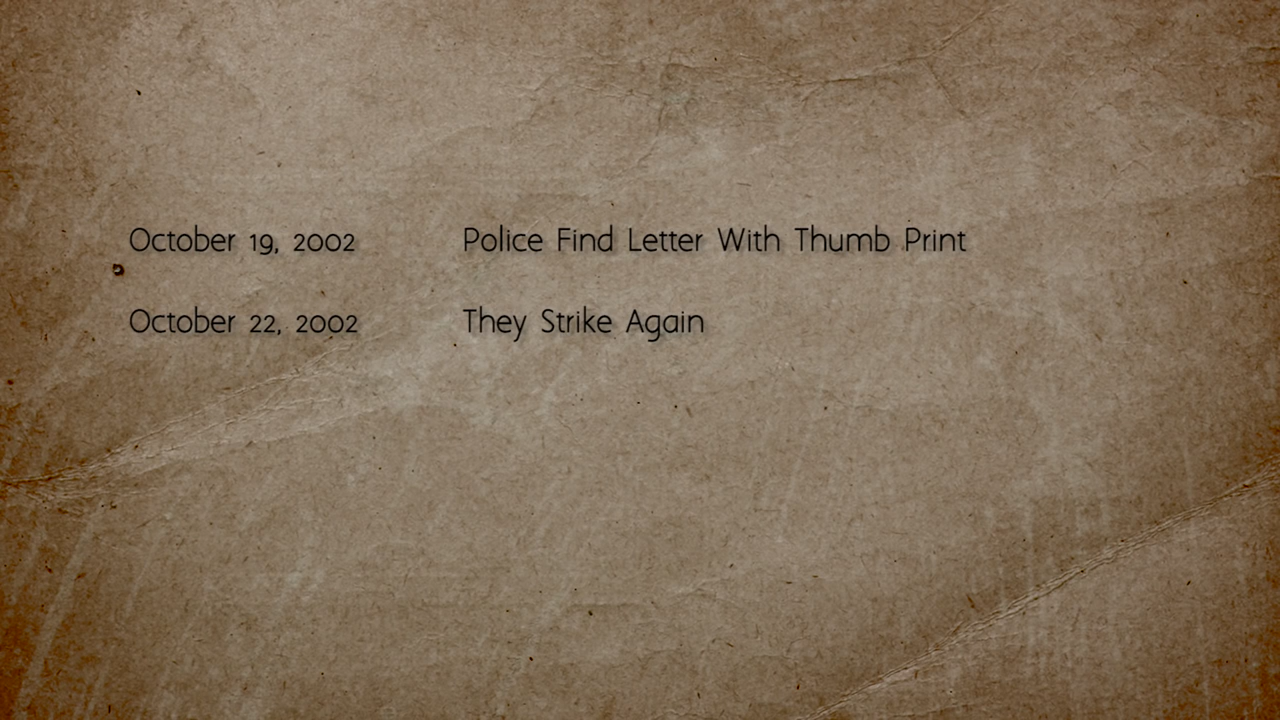 October 19, 2002 Police Find Letter With Thumb Print
October 22, 2002 They Strike Again